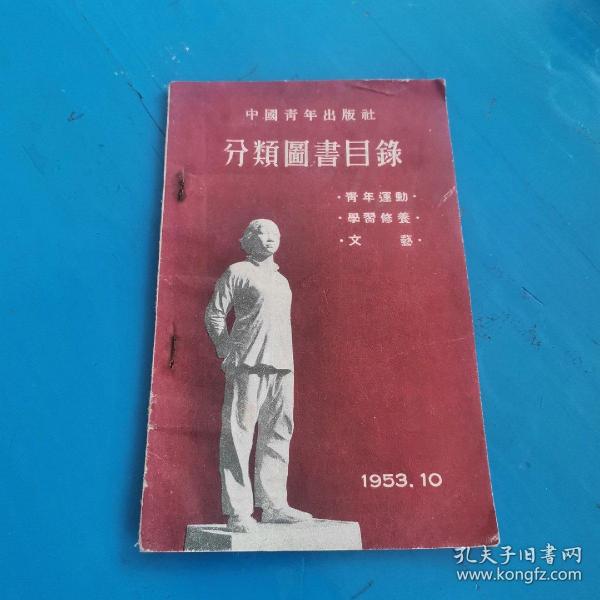 中國青年出版社
分類圖書目錄
·青年運動·
·學習修養·
·文 藝·
1953.10
孔夫子旧书网
www.kongfz.com